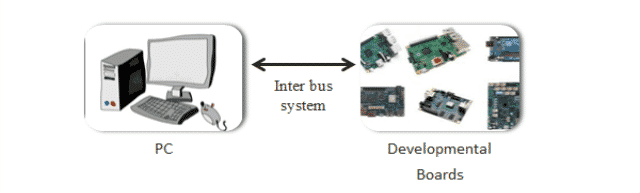 Inter bus
system
PC
Developmental
Boards